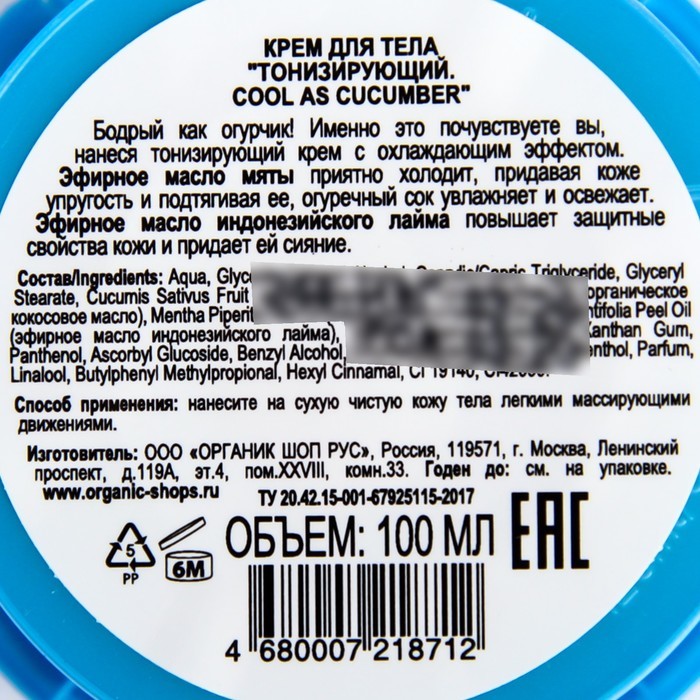 КРЕМ ДЛЯ ТЕЛА
"ТОНИЗИРУЮЩИЙ.
COOL AS CUCUMBER"
Бодрый как огурчик! Именно это почувствуете вы,
нанеся тонизирующий крем с охлаждающим эффектом.
Эфирное масло мяты приятно холодит, придавая коже
упругость и подтягивая ее, огуречный сок увлажняет и освежает.
Эфирное масло индонезийского лайма повышает защитные
свойства кожи и придает ей сияние.
Состав/Ingredients: Aqua, Triglyceride, Glyceryl
Stearate, Cucumis Sativus Fruit органическое
кокосовое масло), Mentha Peel Oil
(эфирное масло индонезийского лайма), Xanthan Gum,
Panthenol, Ascorbyl Glucoside, Benzyl Alcohol, Parfum,
Linalool, Butylphenyl Methylpropional, Hexyl Cinnamal,
Способ применения: нанесите на сухую чистую кожу тела легкими массирующими
движениями.
Изготовитель: ООО «ОРГАНИК ШОП РУС», Россия, 119571, г. Москва, Ленинский
проспект, д.119А, эт.4, пом.XXVIII, комн.33. Годен до: см. на упаковке.
www.organic-shops.ru ТУ 20.42.15-001-67925115-2017
5
PP
6M
ОБЪЕМ: 100 МЛ
EAC
4 680007 218712